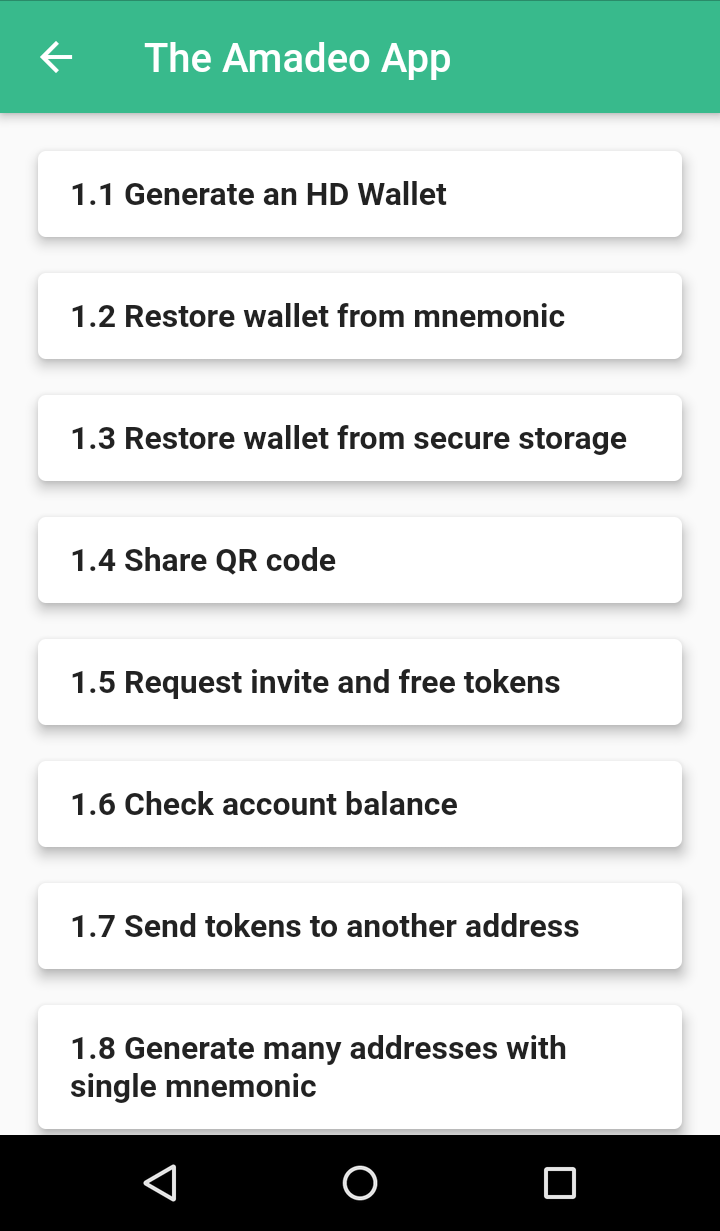 The Amadeo App
1.1 Generate an HD Wallet
1.2 Restore wallet from mnemonic
1.3 Restore wallet from secure storage
1.4 Share QR code
1.5 Request invite and free tokens
1.6 Check account balance
1.7 Send tokens to another address
1.8 Generate many addresses with
single mnemonic